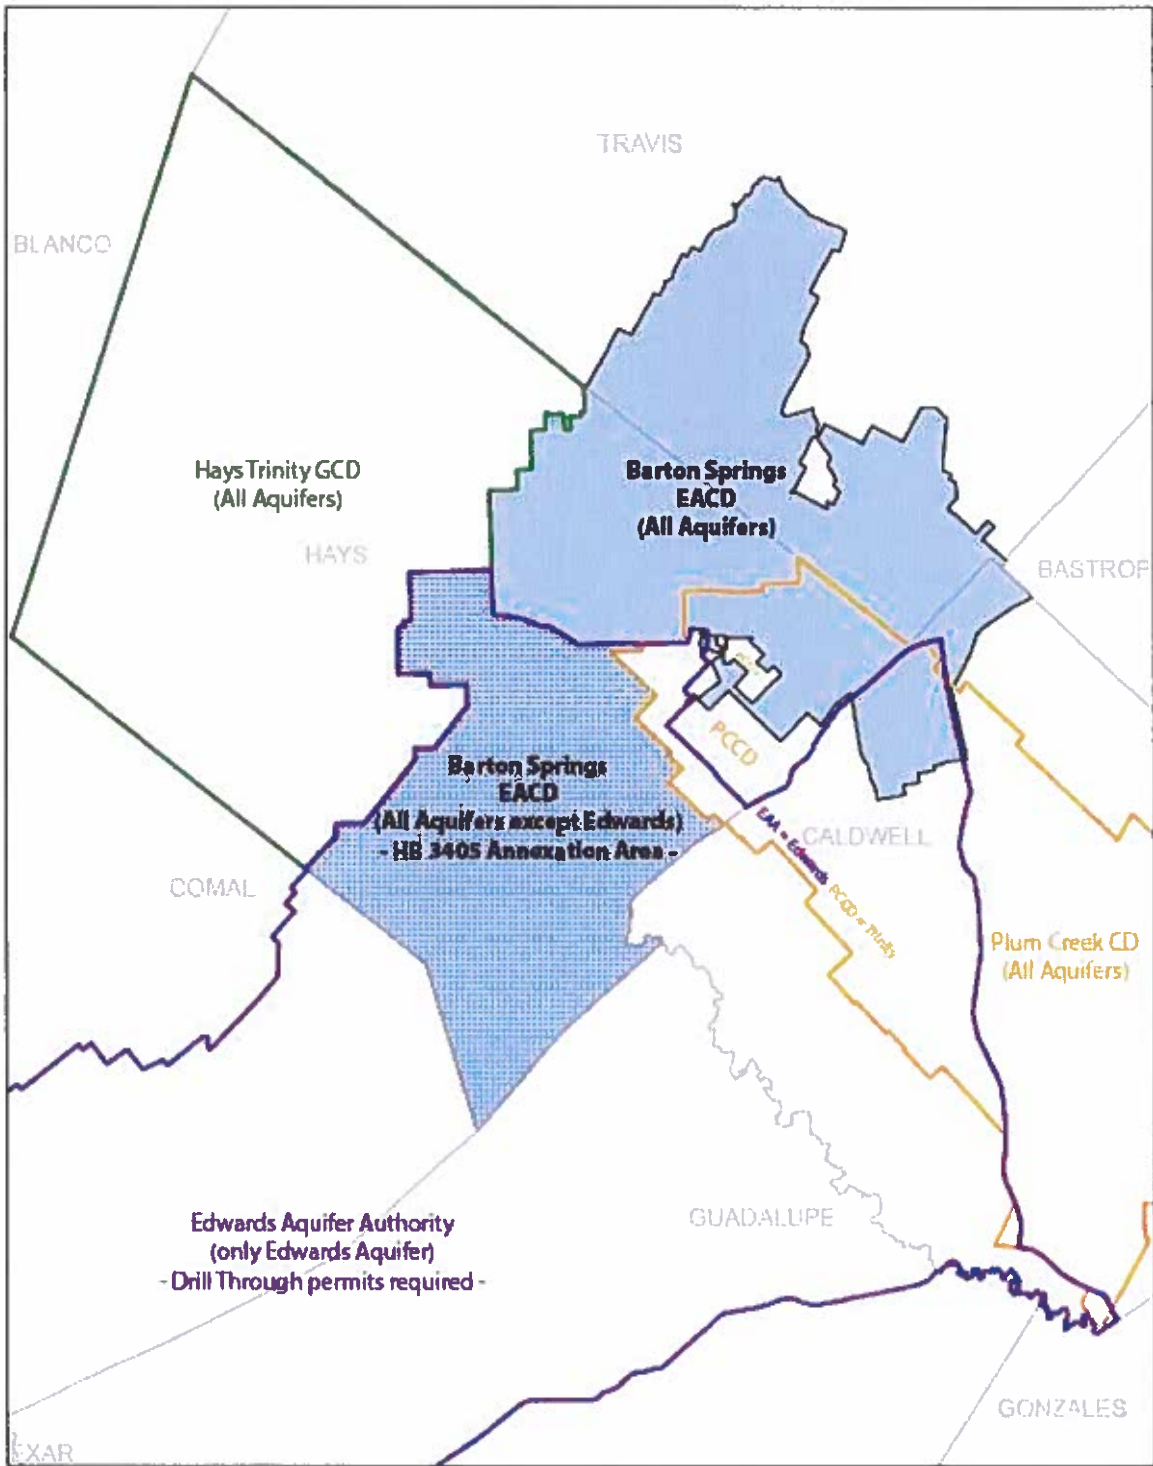 TRAVIS
BLANCO
Hays Trinity GCD
(All Aquifers)
Barton Springs
EACD
(All Aquifers)
HAYS
BASTROP
PCCD
Barton Springs
EACD
(All Aquifers except Edwards)
- HB 3405 Annexation Area -
EAA = Edwards PCCD = Trinity
CALDWELL
COMAL
Plum Creek CD
(All Aquifers)
Edwards Aquifer Authority
(only Edwards Aquifer)
- Drill Through permits required -
GUADALUPE
GONZALES
EXAR